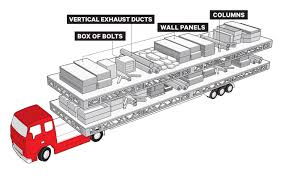 COLUMNS
VERTICAL EXHAUST DUCTS
WALL PANELS
BOX OF BOLTS